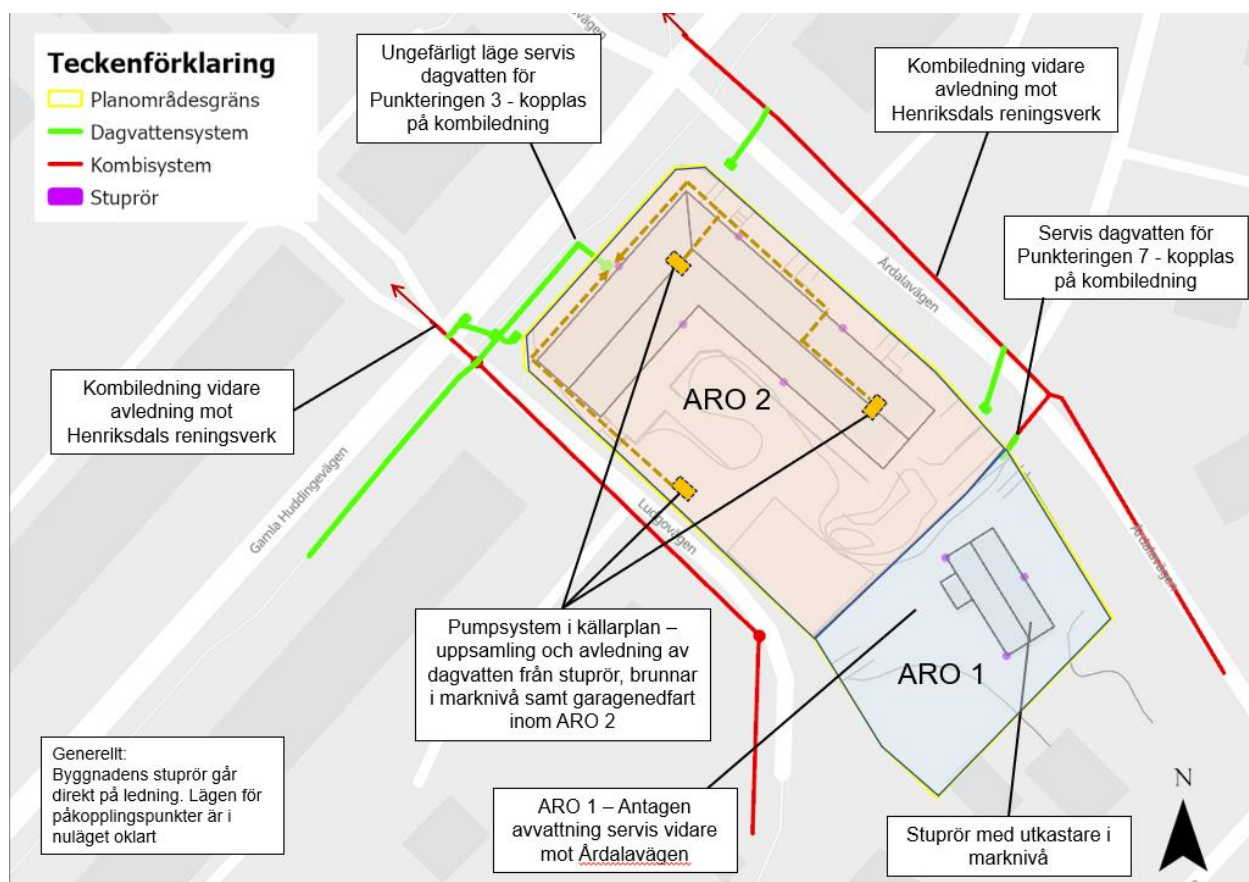 Teckenförklaring
Planområdesgräns
Dagvattensystem
Kombisystem
Stuprör
Ungefärligt läge servis
dagvatten för
Punkteringen 3 - kopplas
på kombiledning
Kombiledning vidare
avledning mot
Henriksdals reningsverk
Servis dagvatten för
Punkteringen 7 - kopplas
på kombiledning
Årdalavägen
Kombiledning vidare
avledning mot
Henriksdals reningsverk
ARO 2
Gamla Huddingevägen
Ludgovägen
Årdalavägen
Pumpsystem i källarplan –
uppsamling och avledning av
dagvatten från stuprör, brunnar
i marknivå samt garagenedfart
inom ARO 2
ARO 1
Generellt:
Byggnadens stuprör går
direkt på ledning. Lägen för
påkopplingspunkter är i
nuläget oklart
ARO 1 – Antagen
avvattning servis vidare
mot Årdalavägen
Stuprör med utkastare i
marknivå
N